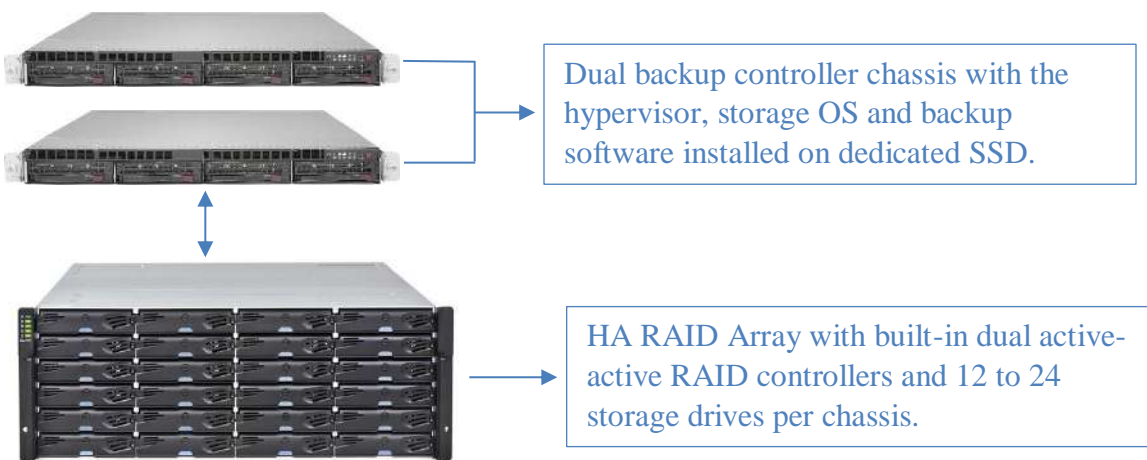 Dual backup controller chassis with the
hypervisor, storage OS and backup
software installed on dedicated SSD.
HA RAID Array with built-in dual active-
active RAID controllers and 12 to 24
storage drives per chassis.